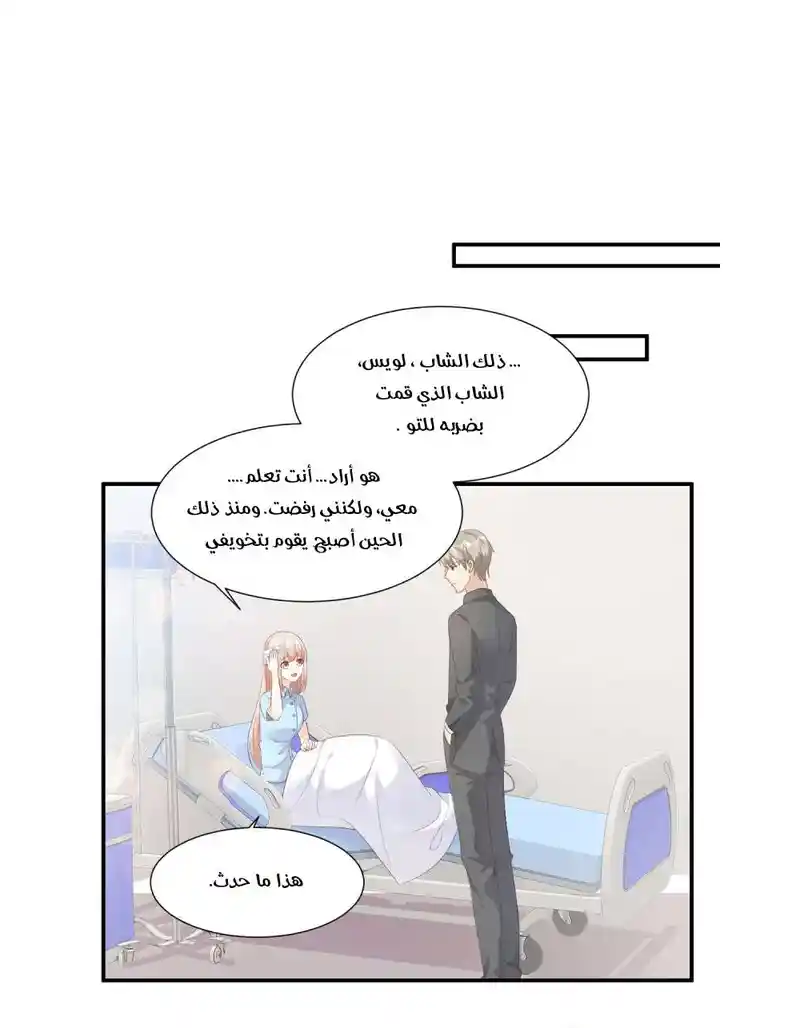 ... ذلك الشاب ، لويس،
الشاب الذي قمت
بضربه للتو .
هو أراد... أنت تعلم ....
معي، ولكنني رفضت. ومنذ ذلك
الحين أصبح يقوم بتخويفي
هذا ما حدث.